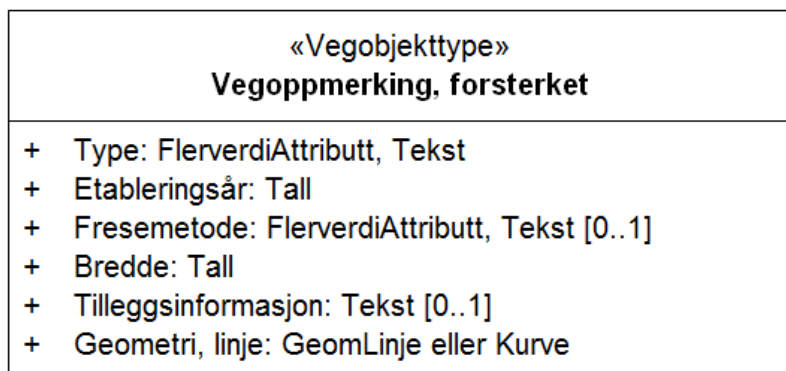 «Vegobjekttype»
Vegoppmerking, forsterket
+ Type: FlerverdiAttributt, Tekst
+ Etableringsår: Tall
+ Fresemetode: FlerverdiAttributt, Tekst [0..1]
+ Bredde: Tall
+ Tilleggsinformasjon: Tekst [0..1]
+ Geometri, linje: GeomLinje eller Kurve